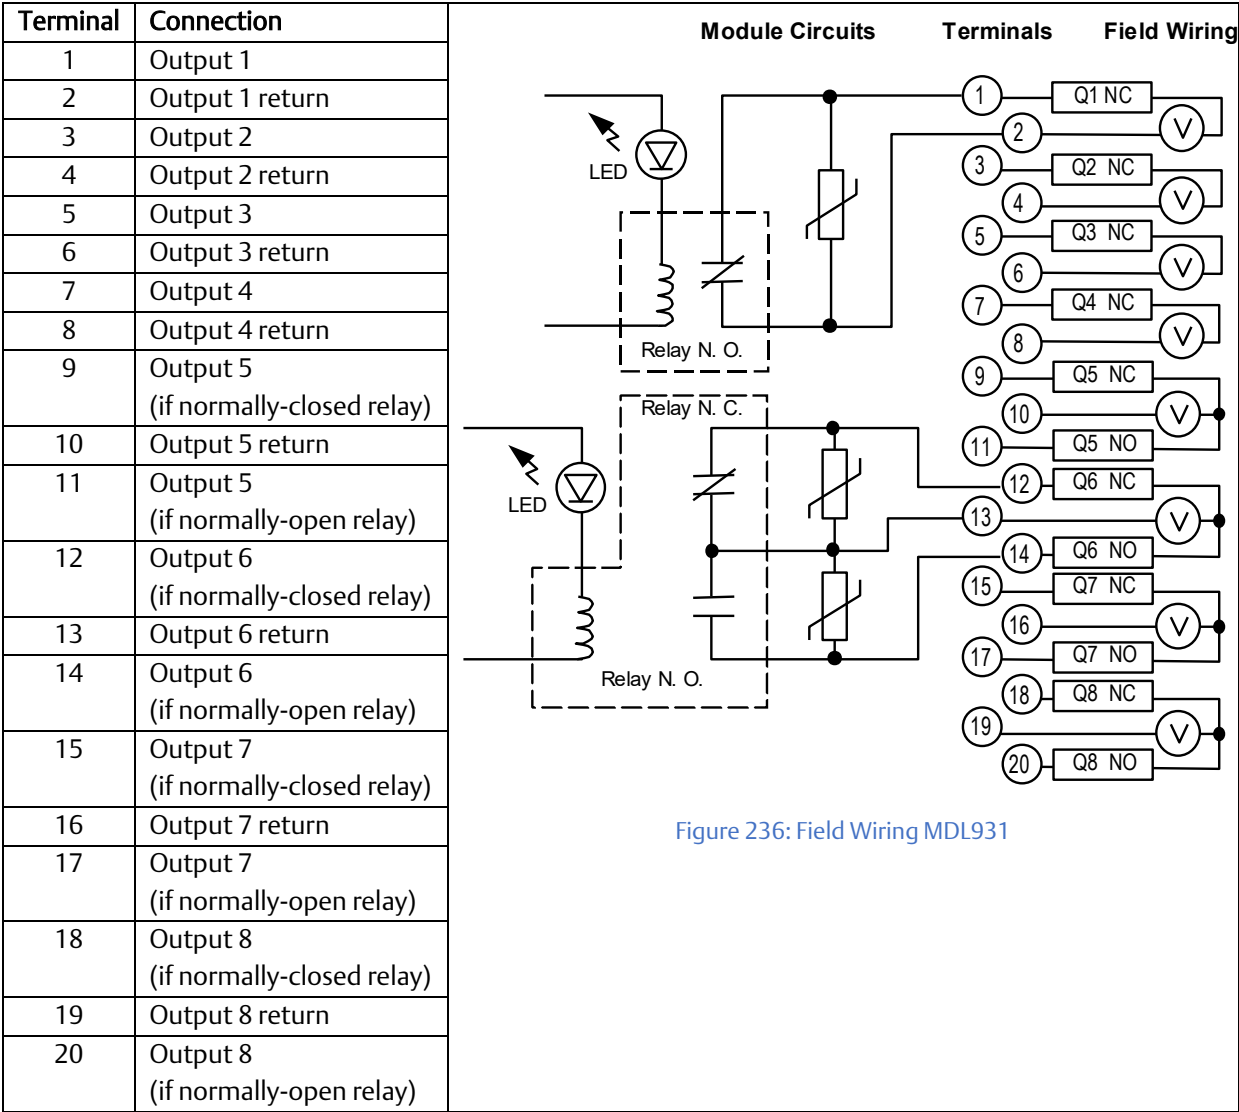 Terminal Connection
1 Output 1
2 Output 1 return
3 Output 2
4 Output 2 return
5 Output 3
6 Output 3 return
7 Output 4
8 Output 4 return
9 Output 5
(if normally-closed relay)
10 Output 5 return
11 Output 5
(if normally-open relay)
12 Output 6
(if normally-closed relay)
13 Output 6 return
14 Output 6
(if normally-open relay)
15 Output 7
(if normally-closed relay)
16 Output 7 return
17 Output 7
(if normally-open relay)
18 Output 8
(if normally-closed relay)
19 Output 8 return
20 Output 8
(if normally-open relay)
Module Circuits Terminals Field Wiring
LED
Relay N. O.
Relay N. C.
LED
Relay N. O.
1 Q1 NC
2 V
3 Q2 NC
4 V
5 Q3 NC
6 V
7 Q4 NC
8 V
9 Q5 NC
10 V
11 Q5 NO
12 Q6 NC
13 V
14 Q6 NO
15 Q7 NC
16 V
17 Q7 NO
18 Q8 NC
19 V
20 Q8 NO
Figure 236: Field Wiring MDL931